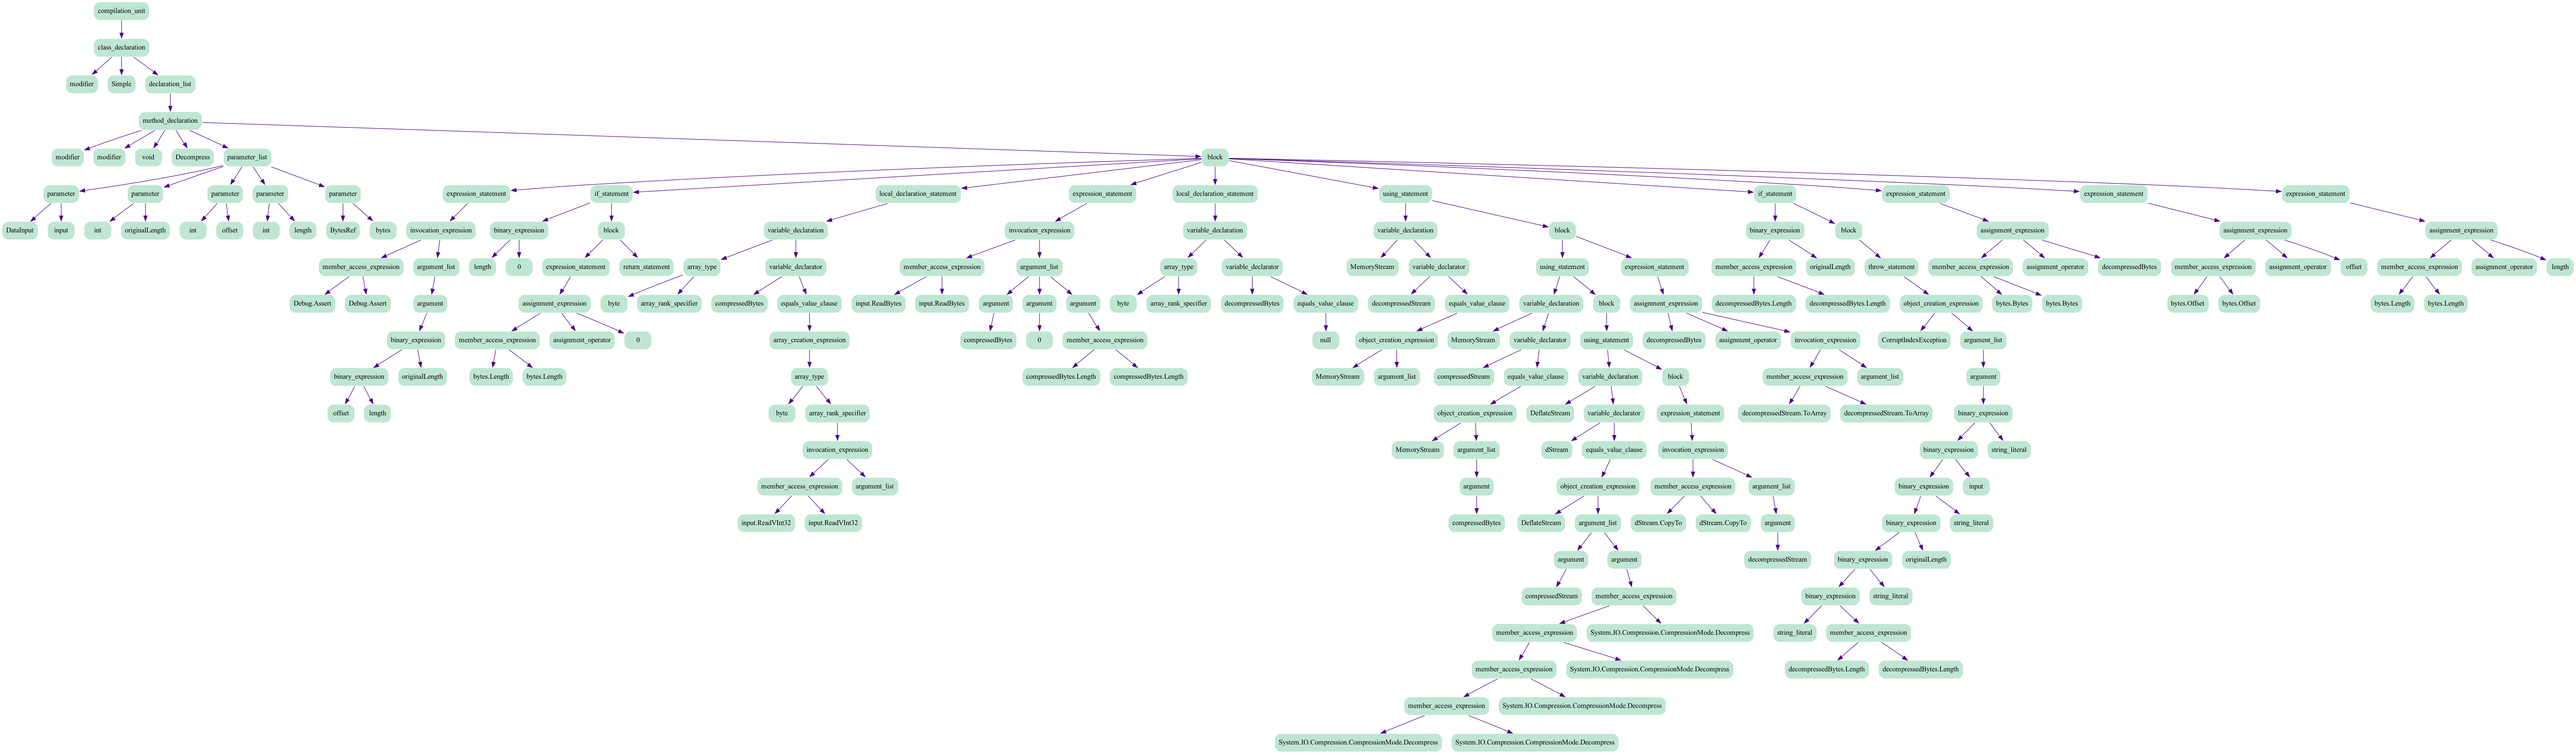 compilation_unit
class_declaration
modifier Simple declaration_list
method_declaration
modifier modifier void Decompress parameter_list block
parameter parameter parameter parameter parameter expression_statement if_statement local_declaration_statement expression_statement local_declaration_statement using_statement if_statement expression_statement expression_statement expression_statement
DataInput input int originalLength int offset int length BytesRef bytes invocation_expression binary_expression block variable_declaration invocation_expression variable_declaration variable_declaration block binary_expression block assignment_expression assignment_expression assignment_expression
member_access_expression argument_list length 0 expression_statement return_statement array_type variable_declarator member_access_expression argument_list array_type variable_declarator MemoryStream variable_declarator using_statement expression_statement member_access_expression originalLength throw_statement member_access_expression assignment_operator decompressedBytes member_access_expression assignment_operator offset member_access_expression assignment_operator length
Debug.Assert Debug.Assert argument assignment_expression byte array_rank_specifier compressedBytes equals_value_clause input.ReadBytes input.ReadBytes argument argument argument byte array_rank_specifier decompressedBytes equals_value_clause decompressedStream equals_value_clause variable_declaration block assignment_expression decompressedBytes.Length decompressedBytes.Length object_creation_expression bytes.Bytes bytes.Bytes bytes.Offset bytes.Offset bytes.Length bytes.Length
binary_expression member_access_expression assignment_operator 0 array_creation_expression compressedBytes 0 member_access_expression null object_creation_expression MemoryStream variable_declarator using_statement decompressedBytes assignment_operator invocation_expression CorruptIndexException argument_list
binary_expression originalLength bytes.Length bytes.Length array_type compressedBytes.Length compressedBytes.Length MemoryStream argument_list compressedStream equals_value_clause variable_declaration block member_access_expression argument_list argument
offset length byte array_rank_specifier object_creation_expression DeflateStream variable_declarator expression_statement decompressedStream.ToArray decompressedStream.ToArray binary_expression
invocation_expression MemoryStream argument_list dStream equals_value_clause invocation_expression binary_expression string_literal
member_access_expression argument_list argument object_creation_expression member_access_expression argument_list binary_expression input
input.ReadVInt32 input.ReadVInt32 compressedBytes DeflateStream argument_list dStream.CopyTo dStream.CopyTo argument binary_expression string_literal
argument argument decompressedStream binary_expression originalLength
compressedStream member_access_expression binary_expression string_literal
member_access_expression System.IO.Compression.CompressionMode.Decompress string_literal member_access_expression
member_access_expression System.IO.Compression.CompressionMode.Decompress decompressedBytes.Length decompressedBytes.Length
member_access_expression System.IO.Compression.CompressionMode.Decompress
System.IO.Compression.CompressionMode.Decompress System.IO.Compression.CompressionMode.Decompress